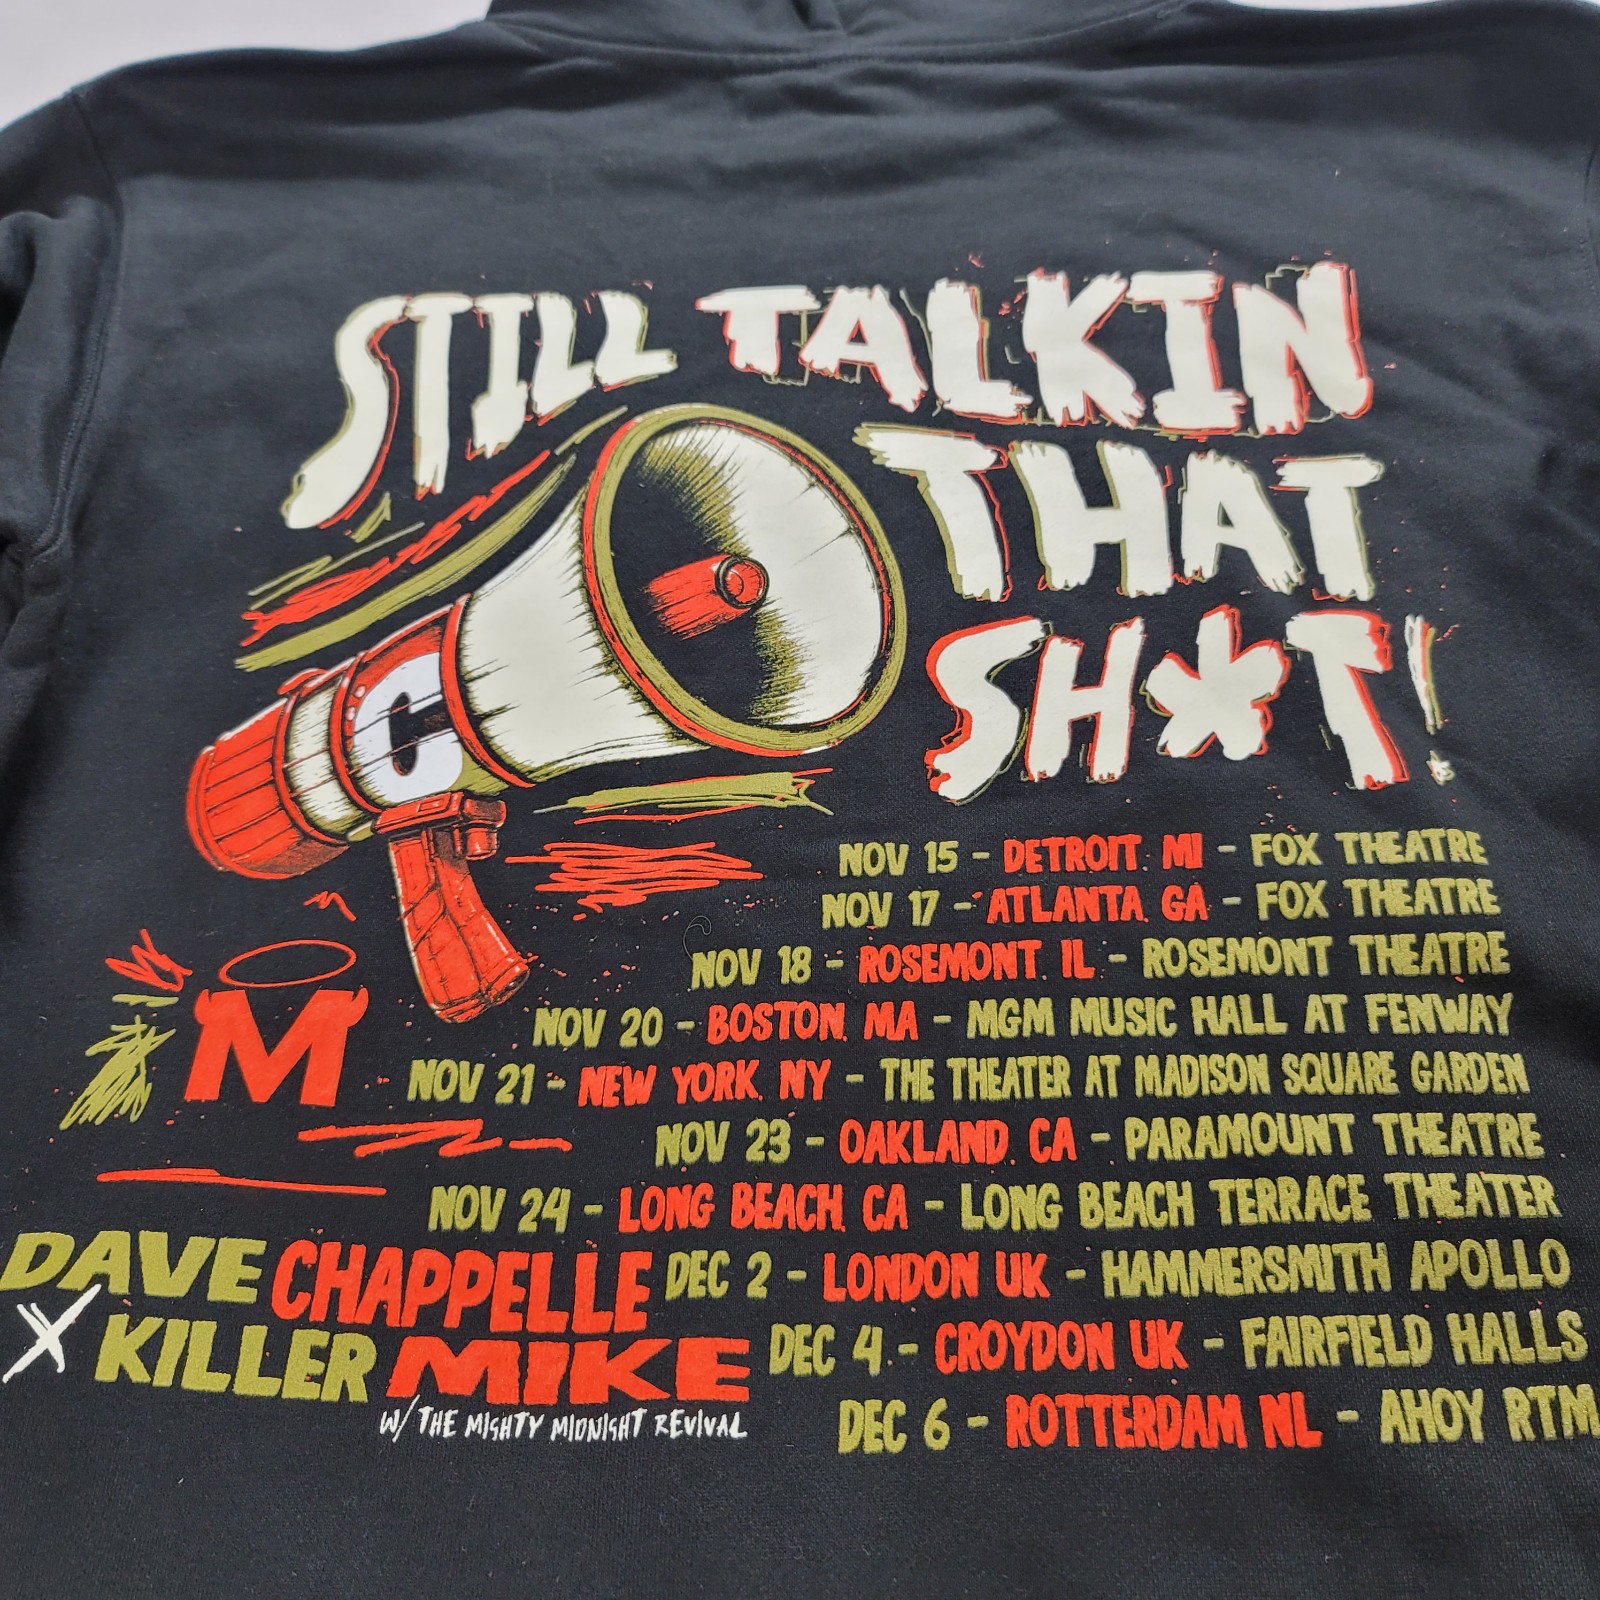 STILL TALKIN
THAT
SH*T!
C
NOV 15 - DETROIT, MI - FOX THEATRE
NOV 17 - ATLANTA, GA - FOX THEATRE
NOV 18 - ROSEMONT, IL - ROSEMONT THEATRE
NOV 20 - BOSTON, MA - MGM MUSIC HALL AT FENWAY
M
NOV 21 - NEW YORK, NY - THE THEATER AT MADISON SQUARE GARDEN
NOV 23 - OAKLAND, CA - PARAMOUNT THEATRE
NOV 24 - LONG BEACH, CA - LONG BEACH TERRACE THEATER
DEC 2 - LONDON UK - HAMMERSMITH APOLLO
DEC 4 - CROYDON UK - FAIRFIELD HALLS
DEC 6 - ROTTERDAM NL - AHOY RTM
DAVE CHAPPELLE
X KILLER MIKE
W/ THE MIGHTY MIDNIGHT REVIVAL